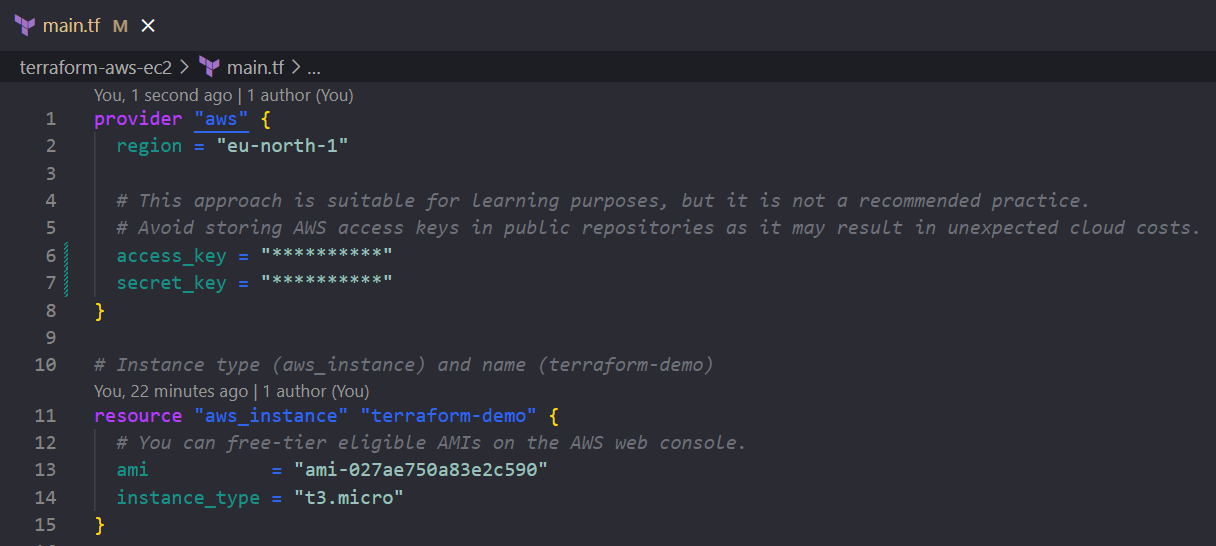 main.tf M ×
terraform-aws-ec2 > main.tf > ...
You, 1 second ago | 1 author (You)
1 provider "aws" {
2   region = "eu-north-1"
3
4   # This approach is suitable for learning purposes, but it is not a recommended practice.
5   # Avoid storing AWS access keys in public repositories as it may result in unexpected cloud costs.
6   access_key = "**********"
7   secret_key = "**********"
8 }
9
10 # Instance type (aws_instance) and name (terraform-demo)
You, 22 minutes ago | 1 author (You)
11 resource "aws_instance" "terraform-demo" {
12   # You can free-tier eligible AMIs on the AWS web console.
13   ami           = "ami-027ae750a83e2c590"
14   instance_type = "t3.micro"
15 }